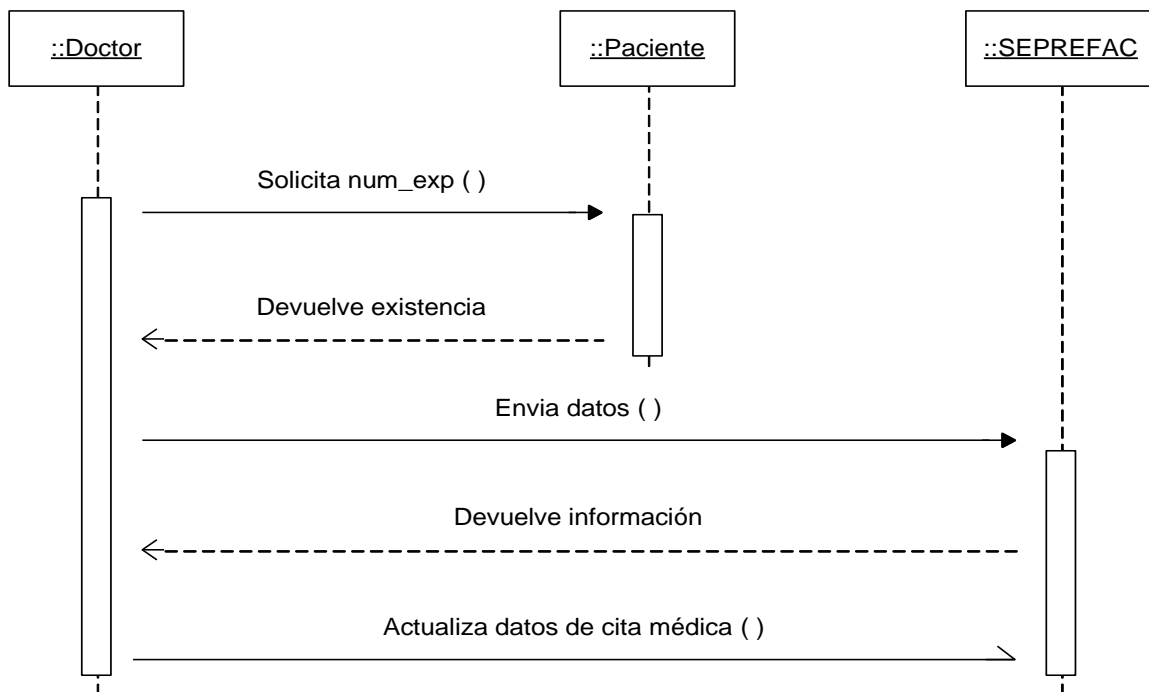 ::Doctor
::Paciente
::SEPREFAC
Solicita num_exp ( )
Devuelve existencia
Envia datos ( )
Devuelve información
Actualiza datos de cita médica ( )